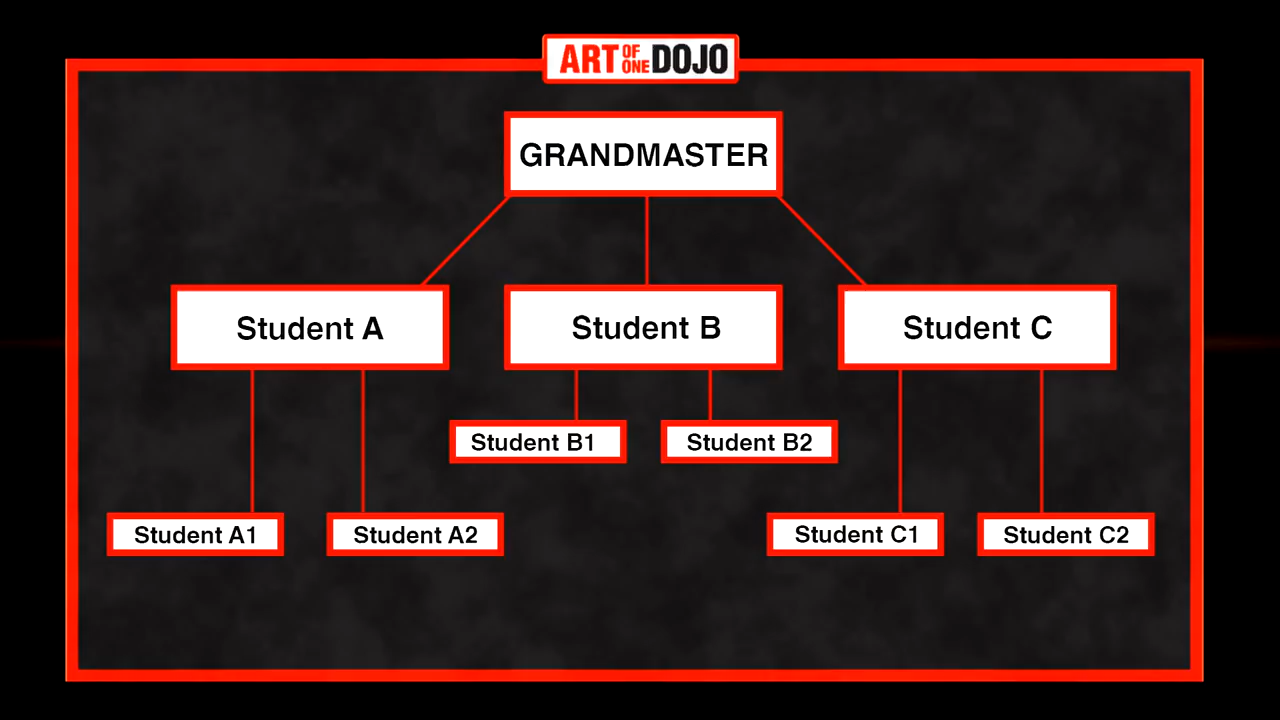 ART OF ONE DOJO
GRANDMASTER
Student A
Student B
Student C
Student B1
Student B2
Student A1
Student A2
Student C1
Student C2